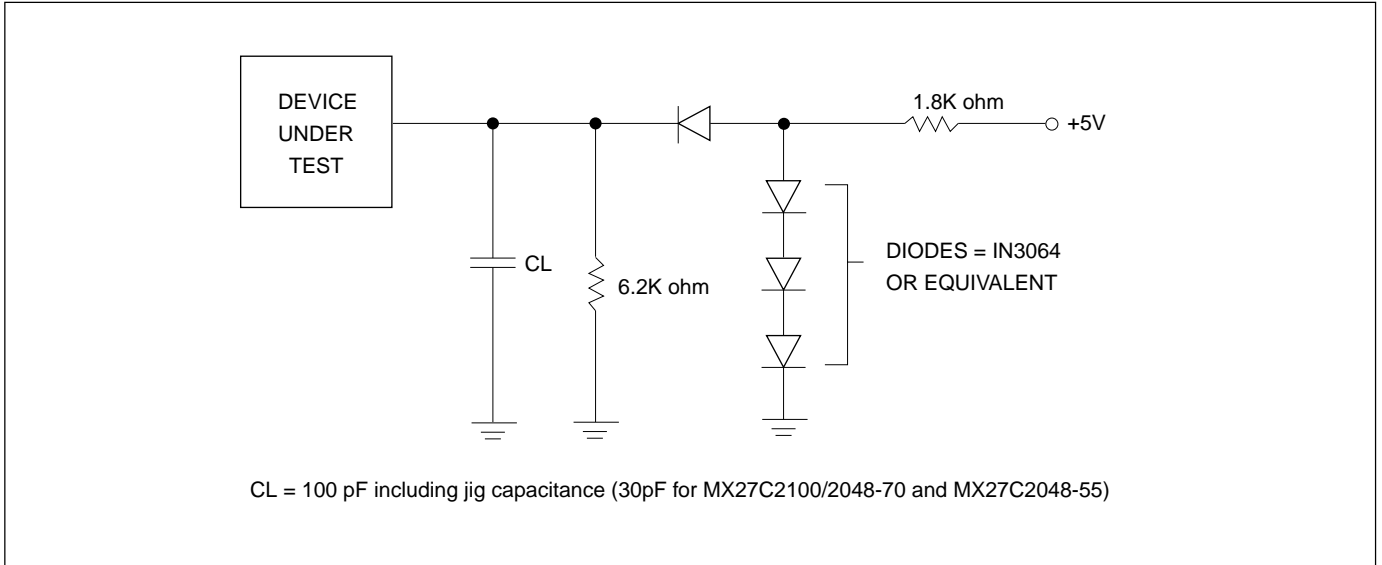 DEVICE
UNDER
TEST
1.8K ohm
+5V
CL
6.2K ohm
DIODES = IN3064
OR EQUIVALENT
CL = 100 pF including jig capacitance (30pF for MX27C2100/2048-70 and MX27C2048-55)